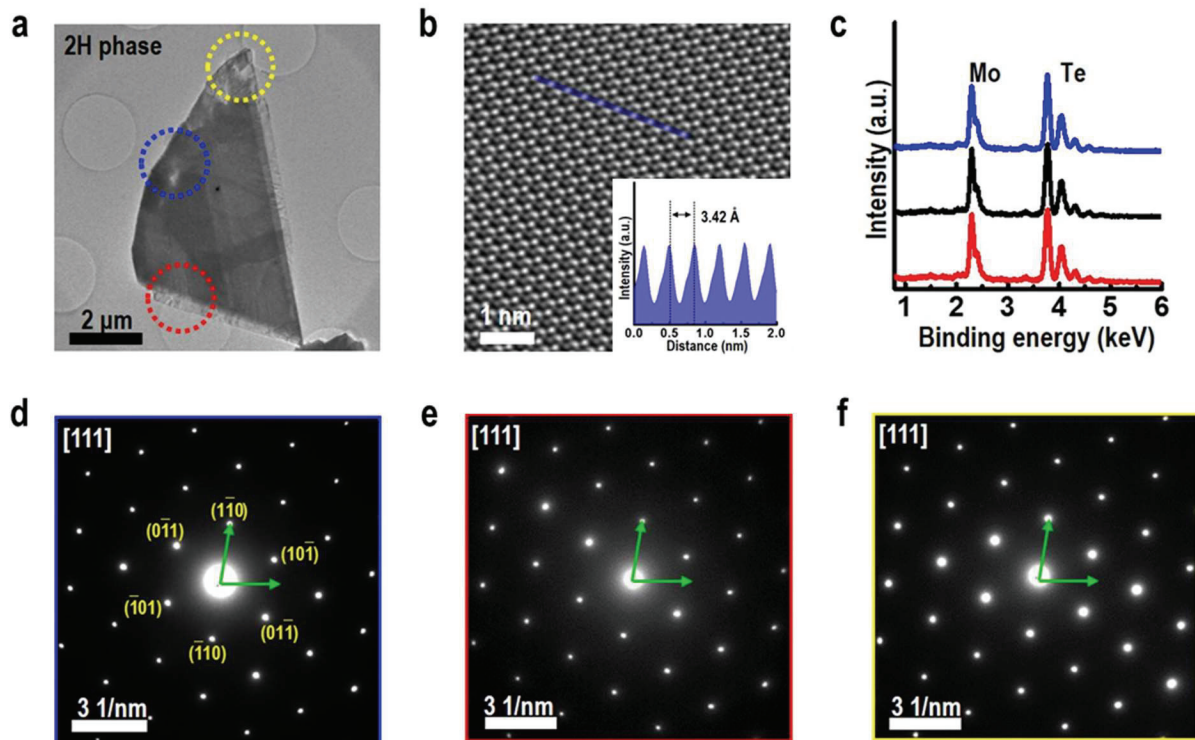 a
2H phase
2 μm
b
1 nm
Intensity (a.u.)
3.42 Å
0.0 0.5 1.0 1.5 2.0
Distance (nm)
c
Intensity (a.u.)
Mo
Te
1 2 3 4 5 6
Binding energy (keV)
d
[111]
(11̅0)
(01̅1)
(101̅)
(1̅01)
(011̅)
(1̅10)
3 1/nm
e
[111]
3 1/nm
f
[111]
3 1/nm